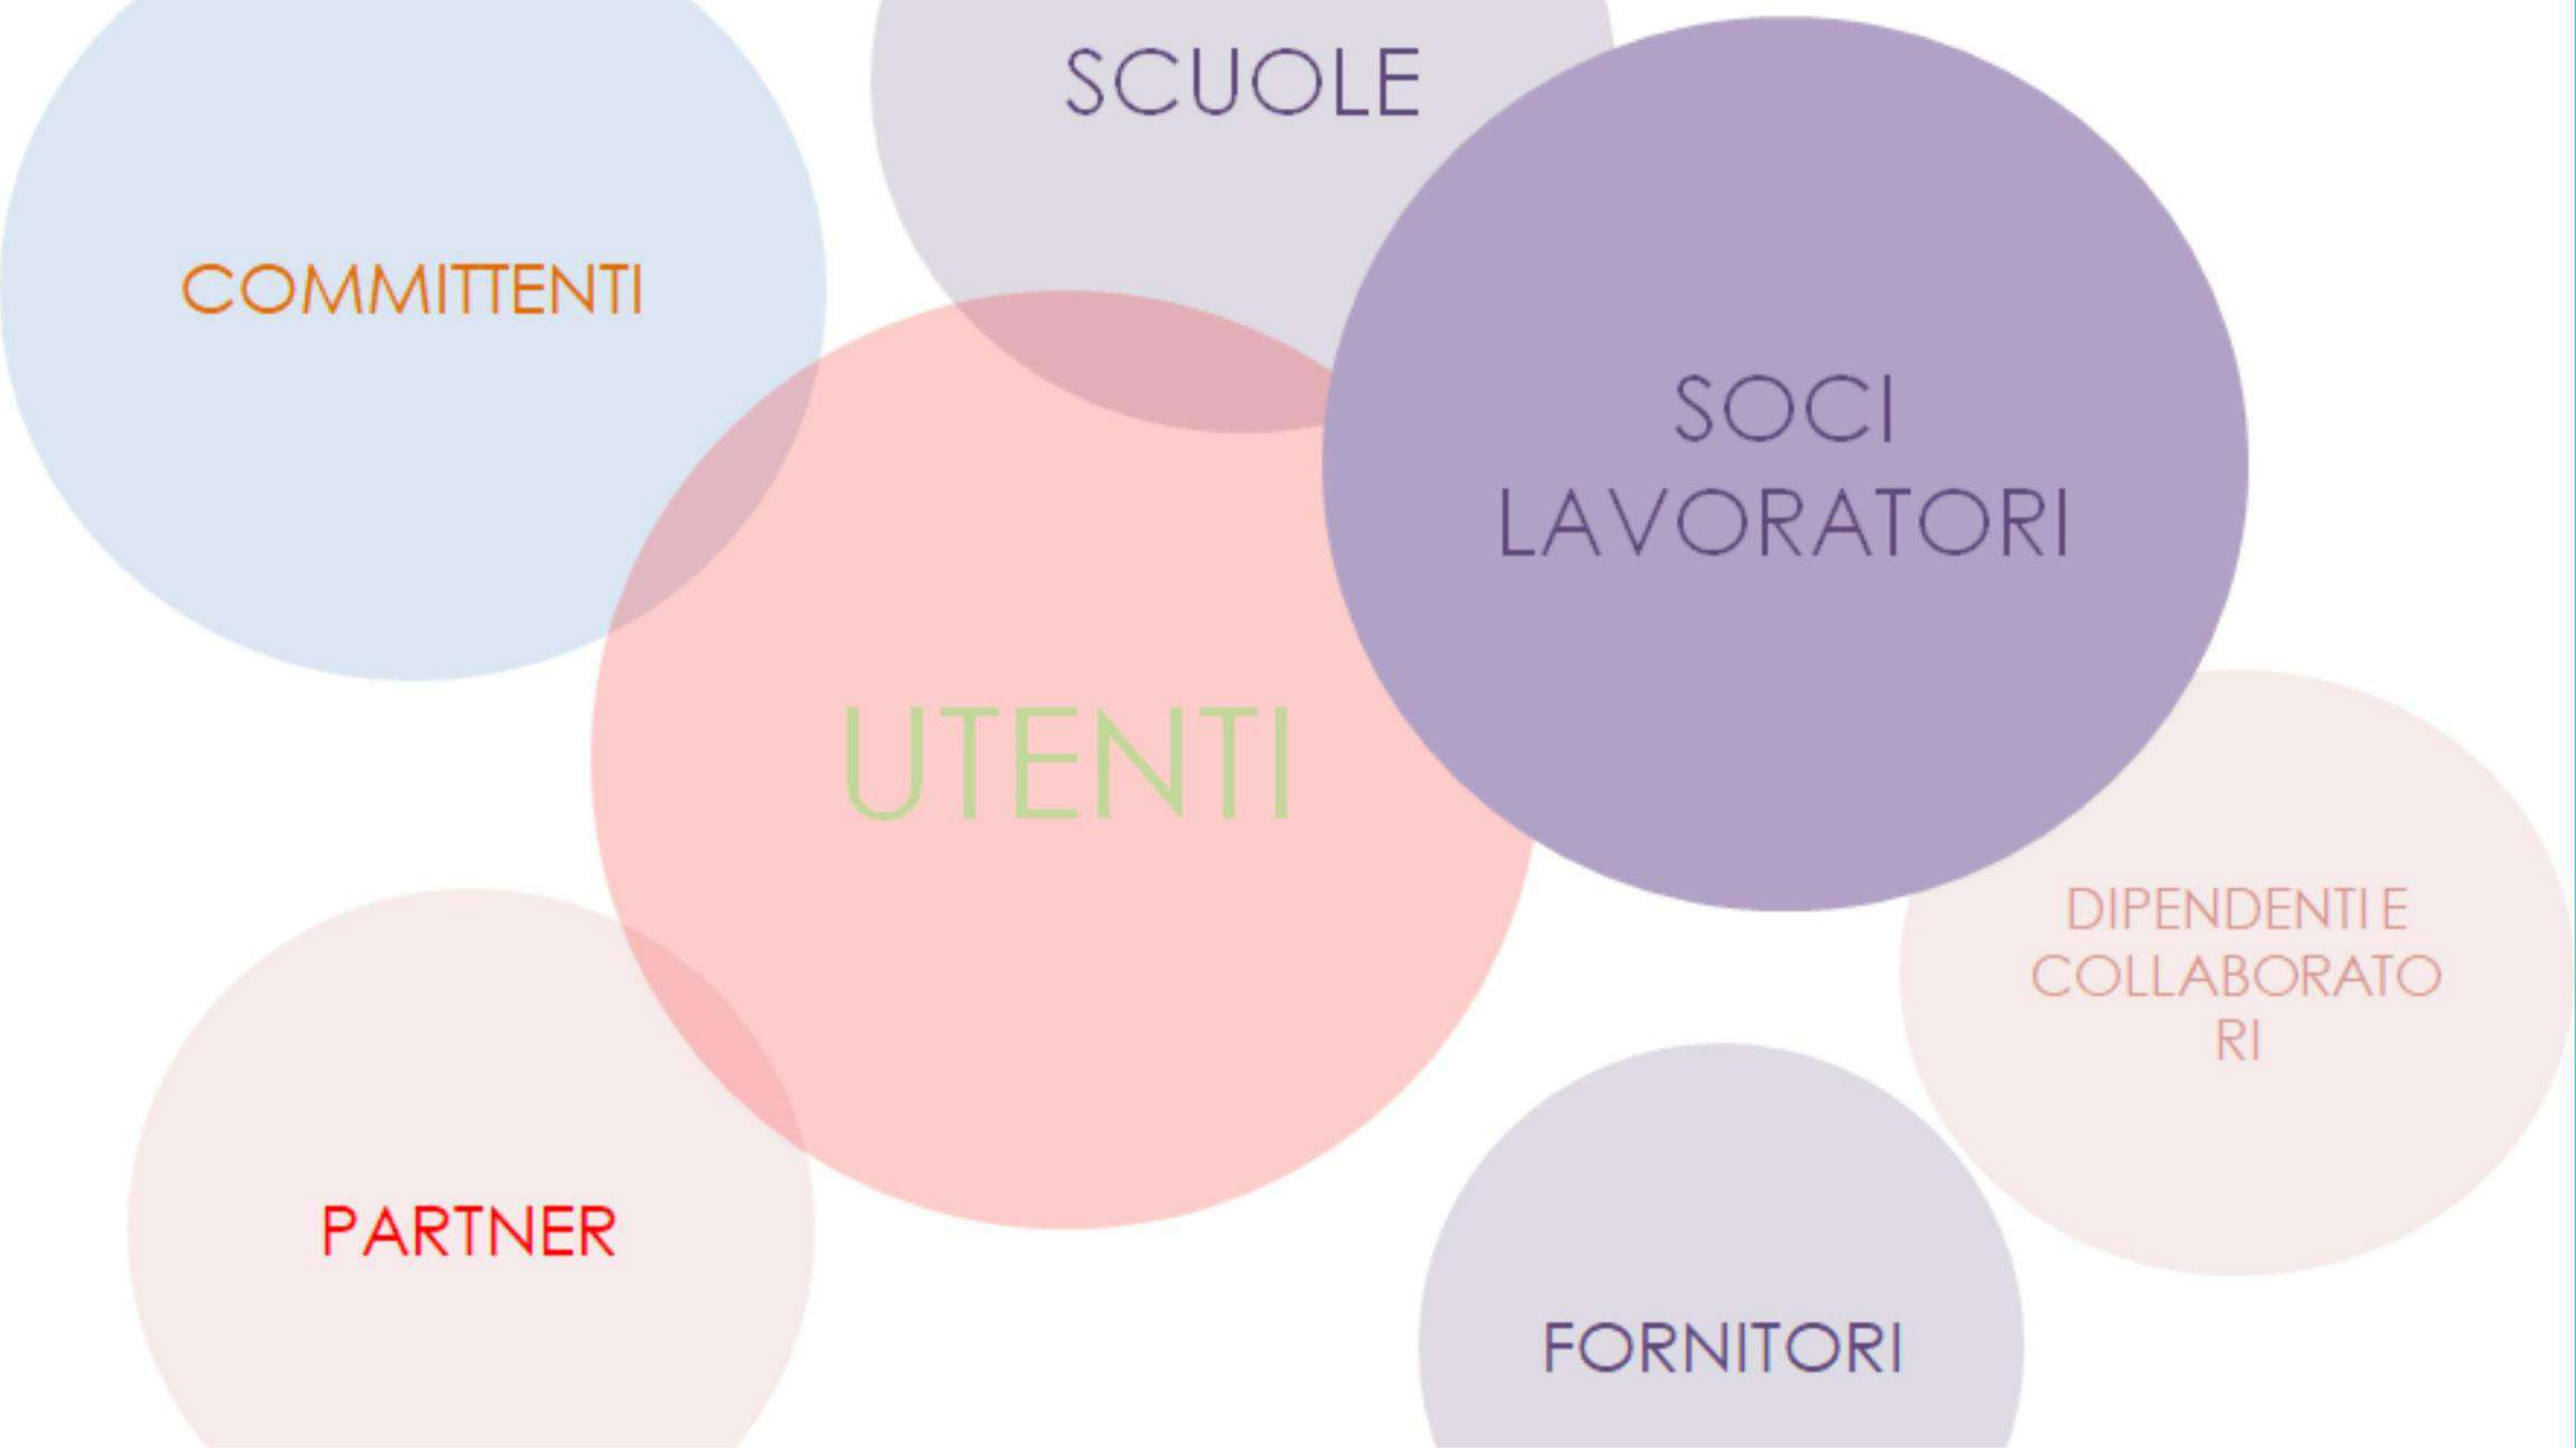 SCUOLE
COMMITTENTI
SOCI
LAVORATORI
UTENTI
DIPENDENTI E
COLLABORATO
RI
PARTNER
FORNITORI